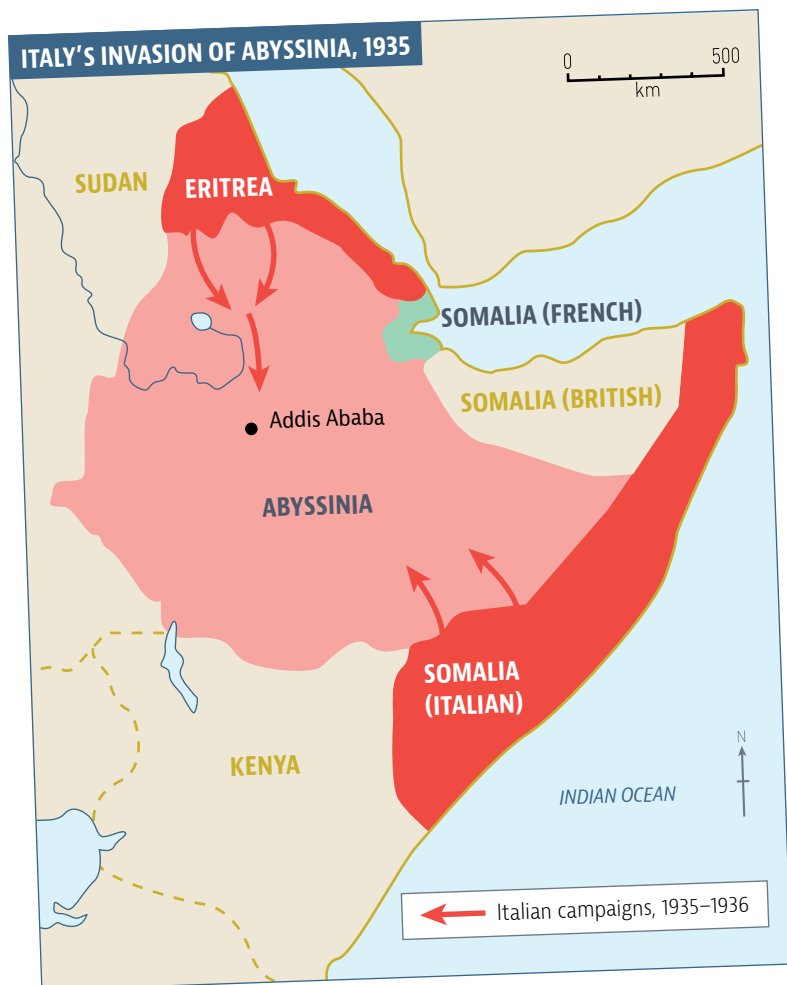 ITALY'S INVASION OF ABYSSINIA, 1935
0 500
km
SUDAN
ERITREA
SOMALIA (FRENCH)
SOMALIA (BRITISH)
Addis Ababa
ABYSSINIA
SOMALIA
(ITALIAN)
KENYA
N
INDIAN OCEAN
Italian campaigns, 1935–1936